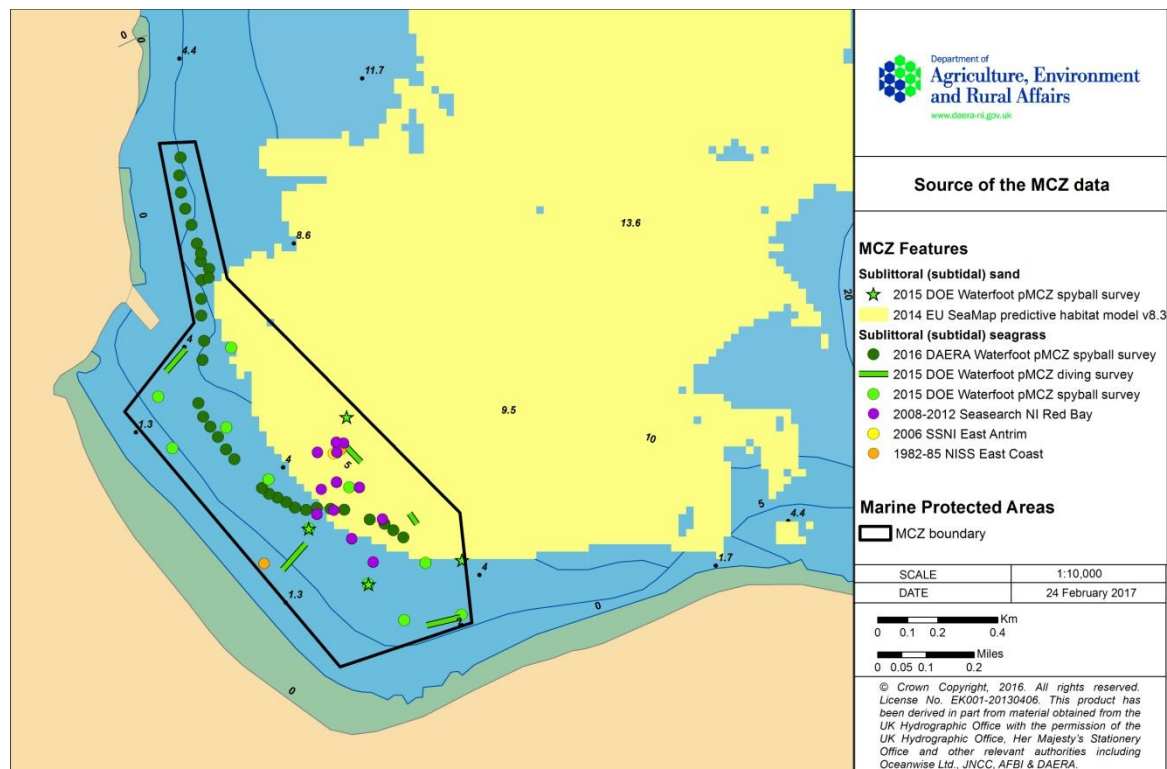 0
0
4.4
11.7
0
8.6
13.6
20
4
1.3
9.5
10
4
5
5
4.4
1.7
4
1.3
2
0
0
Department of
Agriculture, Environment
and Rural Affairs
www.daera-ni.gov.uk
Source of the MCZ data
MCZ Features
Sublittoral (subtidal) sand
2015 DOE Waterfoot pMCZ spyball survey
2014 EU SeaMap predictive habitat model v8.3
Sublittoral (subtidal) seagrass
2016 DAERA Waterfoot pMCZ spyball survey
2015 DOE Waterfoot pMCZ diving survey
2015 DOE Waterfoot pMCZ spyball survey
2008-2012 Seasearch NI Red Bay
2006 SSNI East Antrim
1982-85 NISS East Coast
Marine Protected Areas
MCZ boundary
SCALE 1:10,000
DATE 24 February 2017
Km
0 0.1 0.2 0.4
Miles
0 0.05 0.1 0.2
© Crown Copyright, 2016. All rights reserved.
License No. EK001-20130406. This product has
been derived in part from material obtained from the
UK Hydrographic Office with the permission of the
UK Hydrographic Office, Her Majesty's Stationery
Office and other relevant authorities including
Oceanwise Ltd., JNCC, AFBI & DAERA.